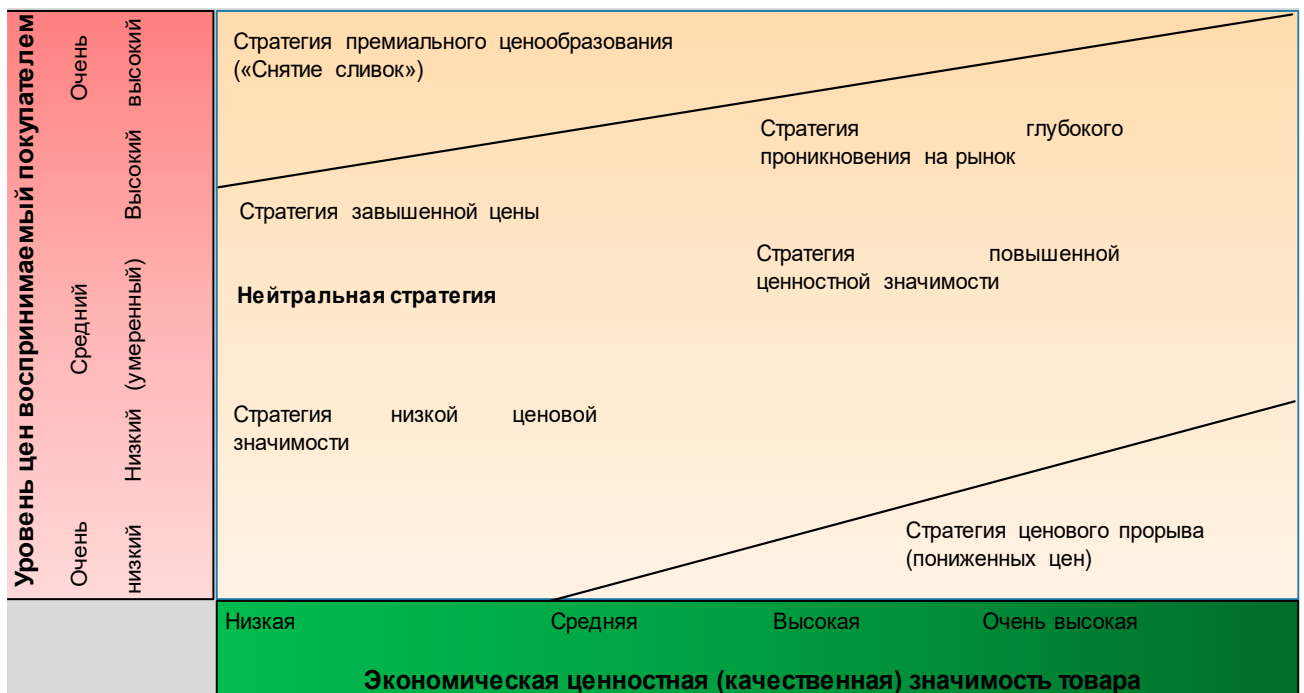 Уровень цен воспринимаемый покупателем
Очень
высокий
Высокий
Средний
(умеренный)
Низкий
Очень
низкий
Стратегия премиального ценообразования
(«Снятие сливок»)
Стратегия глубокого
проникновения на рынок
Стратегия завышенной цены
Стратегия повышенной
ценностной значимости
Нейтральная стратегия
Стратегия низкой ценовой
значимости
Стратегия ценового прорыва
(пониженных цен)
Низкая Средняя Высокая Очень высокая
Экономическая ценностная (качественная) значимость товара